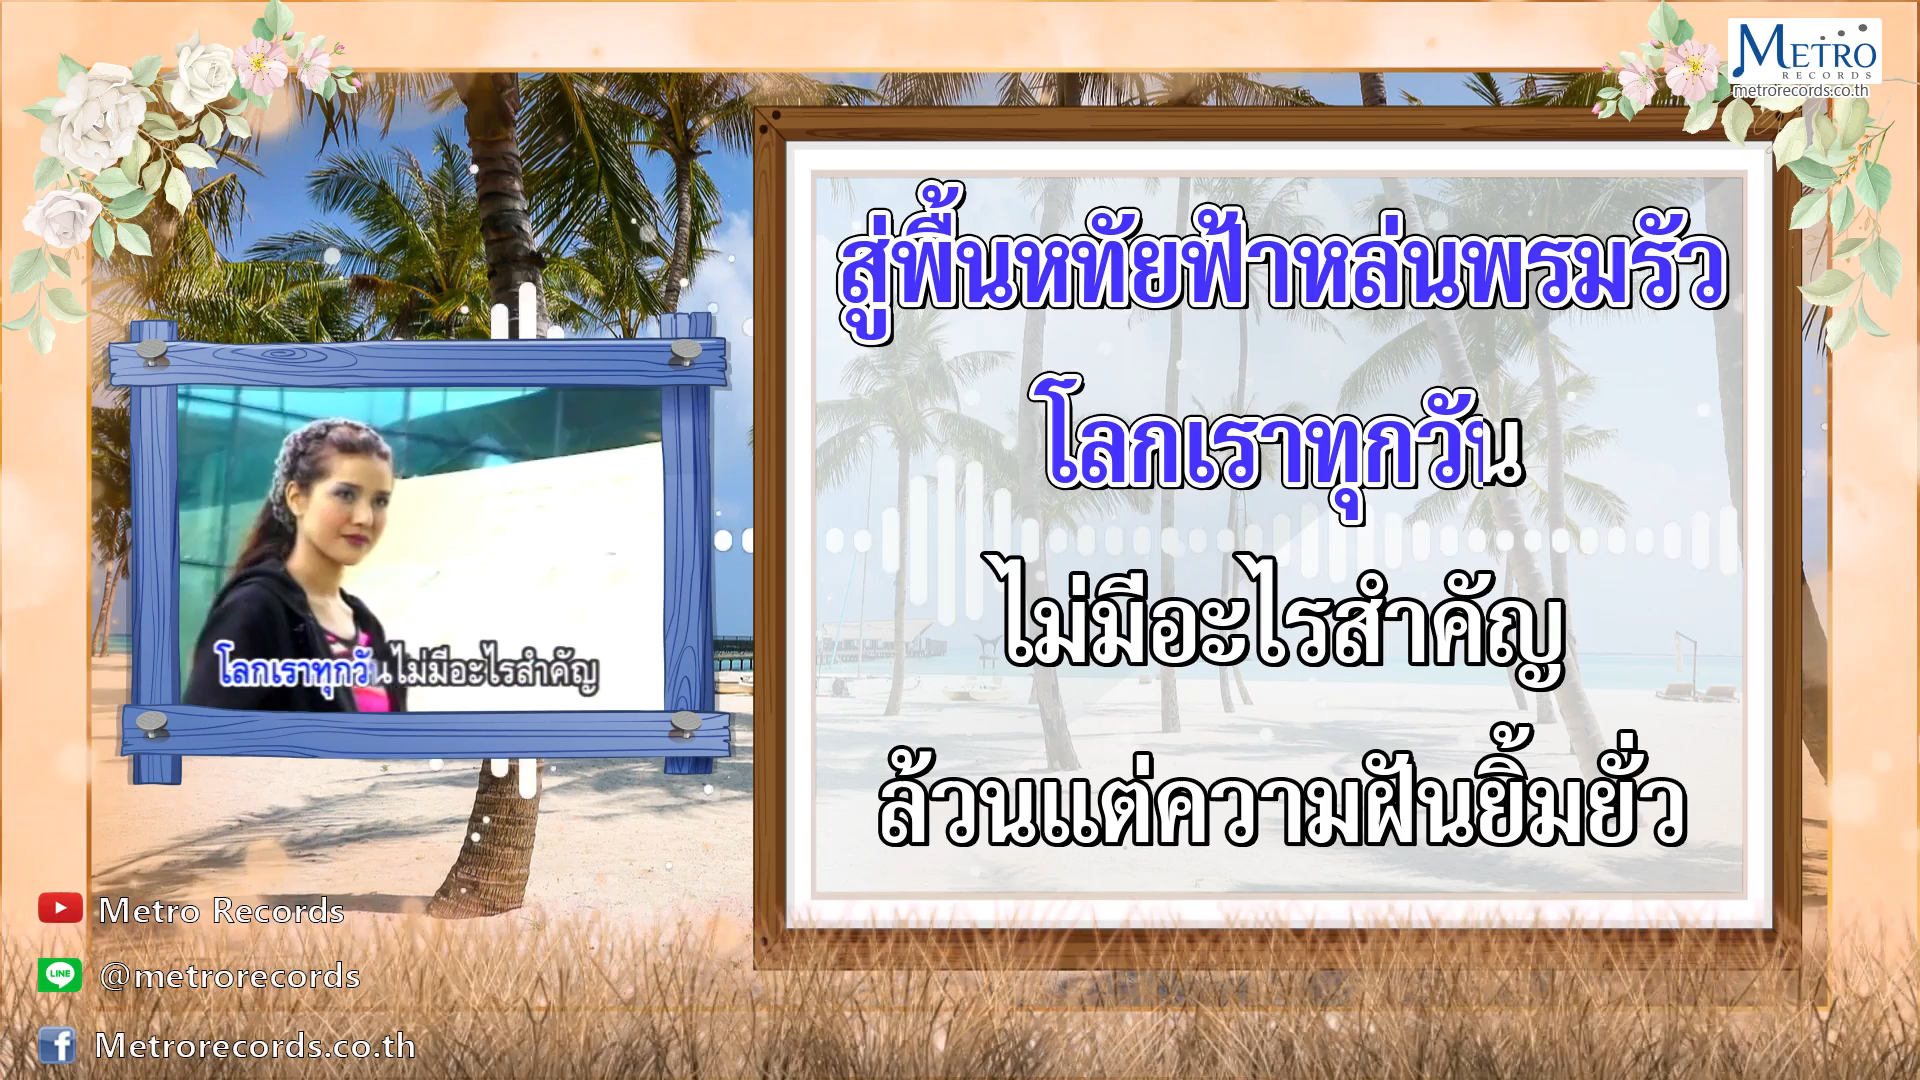 METRO
RECORDS
metrorecords.co.th
สู่พื้นหทัยฟ้าหล่นพรมรัว
โลกเราทุกวัน
ไม่มีอะไรสำคัญ
ล้วนแต่ความฝันยิ้มยั่ว
โลกเราทุกวันไม่มีอะไรสำคัญ
Metro Records
LINE
@metrorecords
Metrorecords.co.th